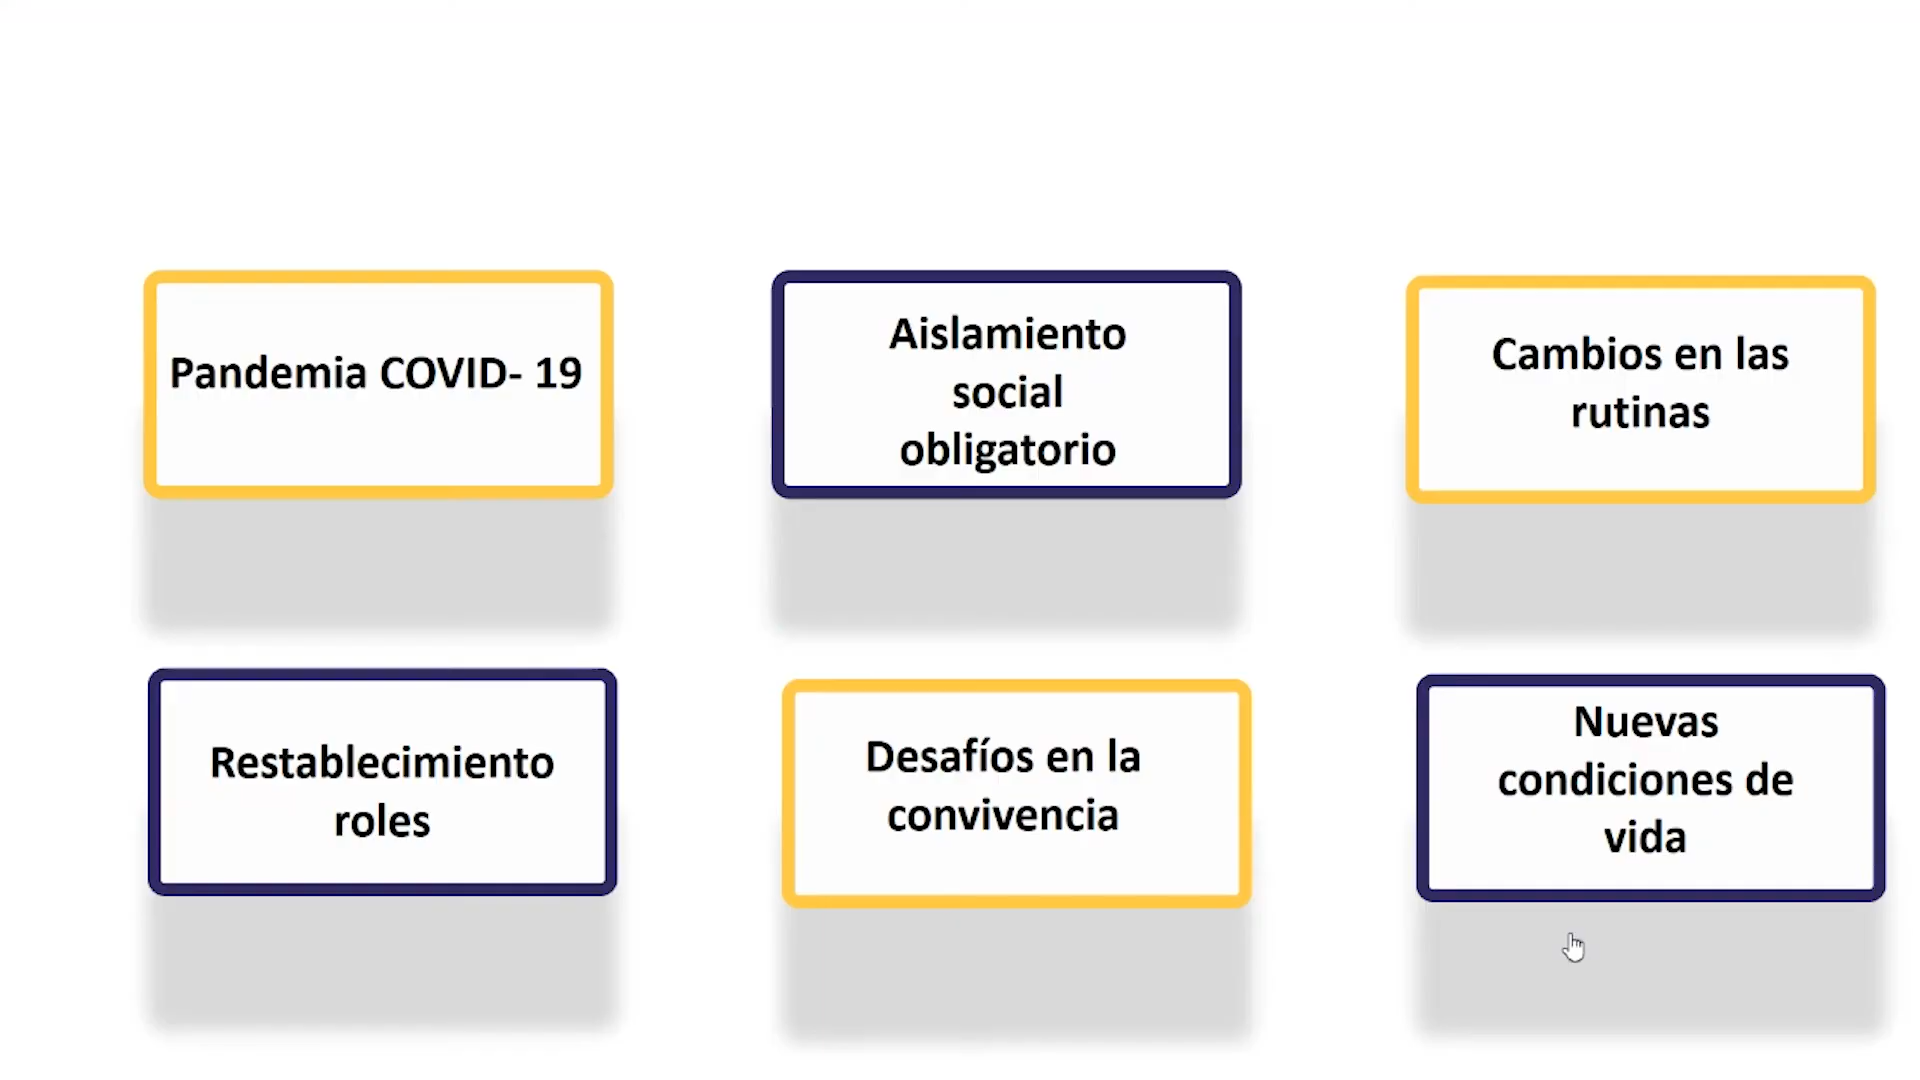 Pandemia COVID- 19
Aislamiento
social
obligatorio
Cambios en las
rutinas
Restablecimiento
roles
Desafíos en la
convivencia
Nuevas
condiciones de
vida